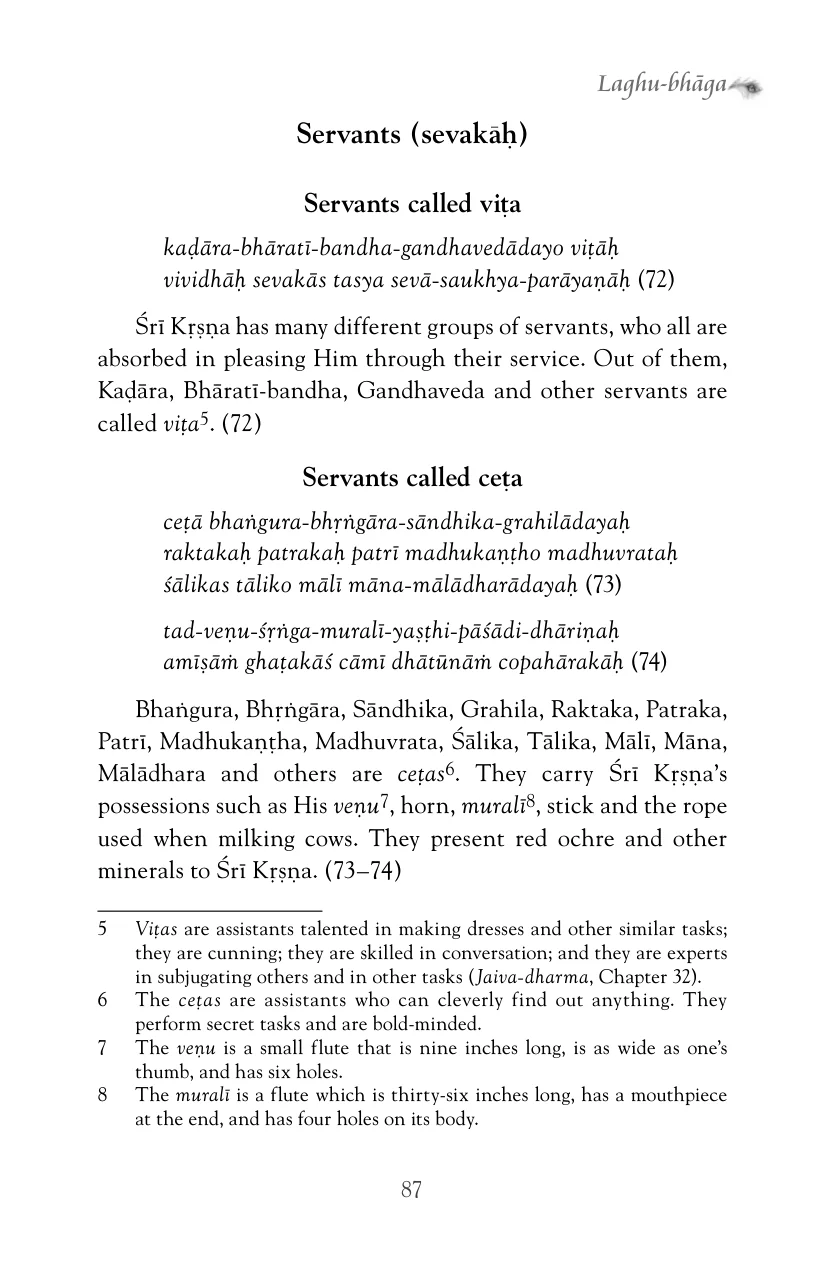 Laghu-bhāga
Servants (sevakāḥ)
Servants called viṭa
kaḍāra-bhāratī-bandha-gandhavedādayo viṭāḥ
vividhāḥ sevakās tasya sevā-saukhya-parāyaṇāḥ (72)
Śrī Kṛṣṇa has many different groups of servants, who all are
absorbed in pleasing Him through their service. Out of them,
Kaḍāra, Bhāratī-bandha, Gandhaveda and other servants are
called viṭa5. (72)
Servants called ceṭa
ceṭā bhaṅgura-bhṛṅgāra-sāndhika-grahilādayaḥ
raktakaḥ patrakaḥ patrī madhukaṇṭho madhuvrataḥ
śālikas tāliko mālī māna-mālādharādayaḥ (73)
tad-veṇu-śṛṅga-muralī-yaṣṭhi-pāśādi-dhāriṇaḥ
amīṣāṁ ghaṭakāś cāmī dhātūnāṁ copahārakāḥ (74)
Bhaṅgura, Bhṛṅgāra, Sāndhika, Grahila, Raktaka, Patraka,
Patrī, Madhukaṇṭha, Madhuvrata, Śālika, Tālika, Mālī, Māna,
Mālādhara and others are ceṭas6. They carry Śrī Kṛṣṇa’s
possessions such as His veṇu7, horn, muralī8, stick and the rope
used when milking cows. They present red ochre and other
minerals to Śrī Kṛṣṇa. (73–74)
5 Viṭas are assistants talented in making dresses and other similar tasks;
they are cunning; they are skilled in conversation; and they are experts
in subjugating others and in other tasks (Jaiva-dharma, Chapter 32).
6 The ceṭas are assistants who can cleverly find out anything. They
perform secret tasks and are bold-minded.
7 The veṇu is a small flute that is nine inches long, is as wide as one’s
thumb, and has six holes.
8 The muralī is a flute which is thirty-six inches long, has a mouthpiece
at the end, and has four holes on its body.
87